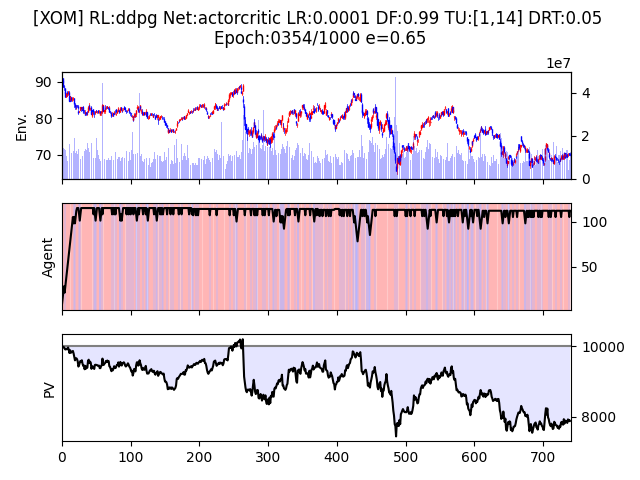 [XOM] RL:ddpg Net:actorcritic LR:0.0001 DF:0.99 TU:[1,14] DRT:0.05
Epoch:0354/1000 e=0.65
1e7
90
80
70
Env.
4
2
0
Agent
100
50
PV
10000
8000
0 100 200 300 400 500 600 700